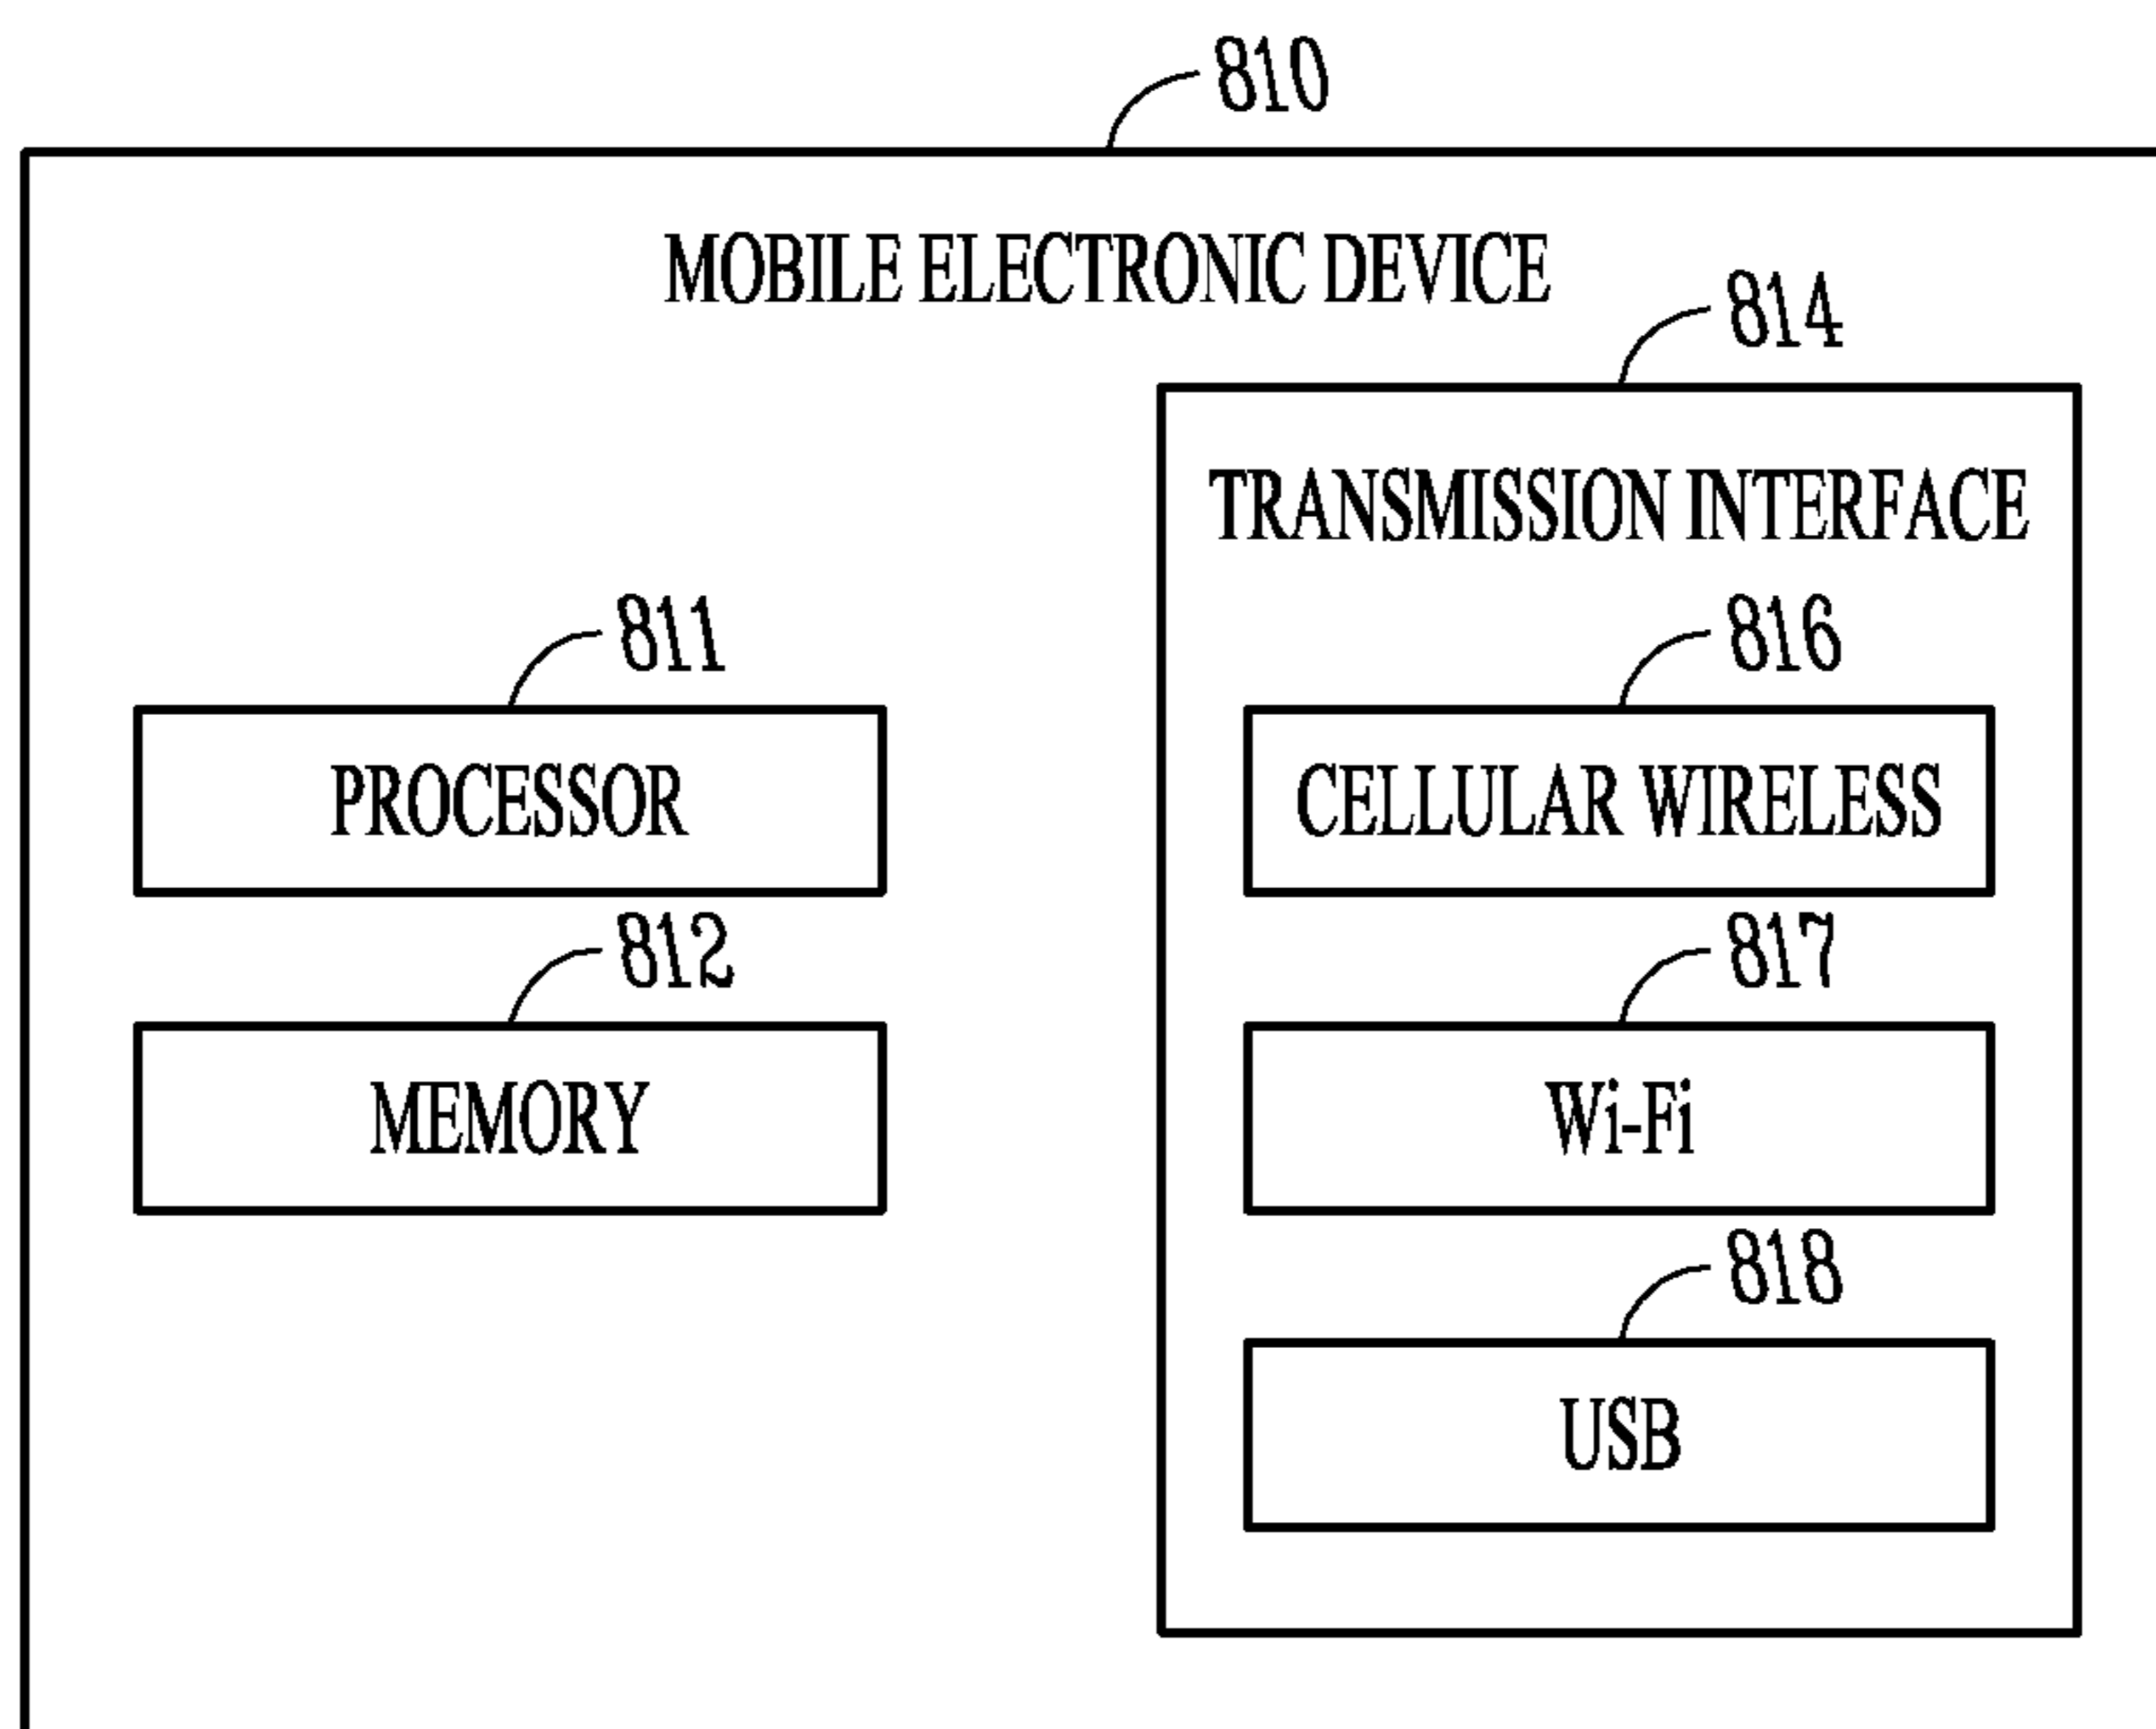 810
MOBILE ELECTRONIC DEVICE
814
TRANSMISSION INTERFACE
811
816
PROCESSOR
CELLULAR WIRELESS
812
817
MEMORY
Wi-Fi
818
USB